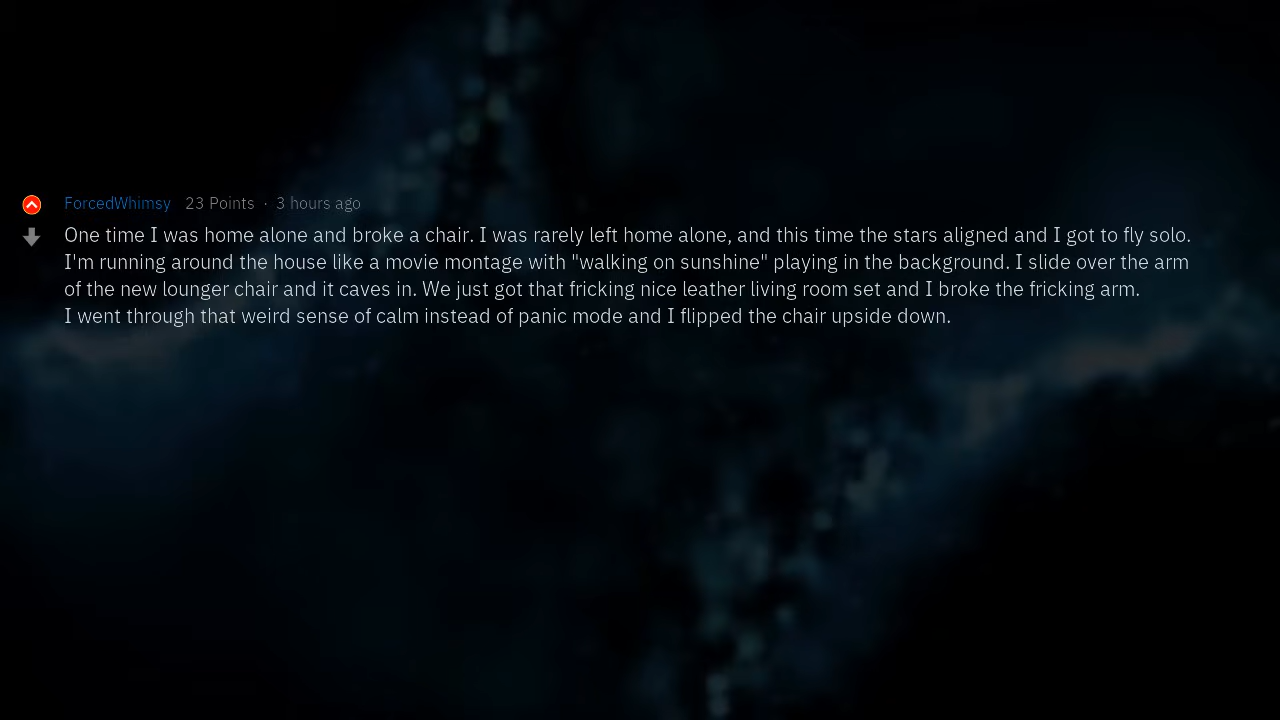 ForcedWhimsy 23 Points · 3 hours ago
One time I was home alone and broke a chair. I was rarely left home alone, and this time the stars aligned and I got to fly solo.
I'm running around the house like a movie montage with "walking on sunshine" playing in the background. I slide over the arm
of the new lounger chair and it caves in. We just got that fricking nice leather living room set and I broke the fricking arm.
I went through that weird sense of calm instead of panic mode and I flipped the chair upside down.